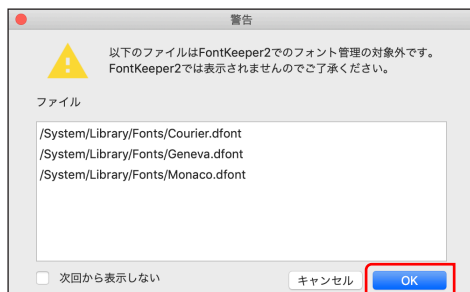 警告
以下のファイルはFontKeeper2でのフォント管理の対象外です。
FontKeeper2では表示されませんのでご了承ください。
ファイル
/System/Library/Fonts/Courier.dfont
/System/Library/Fonts/Geneva.dfont
/System/Library/Fonts/Monaco.dfont
次回から表示しない
キャンセル
OK